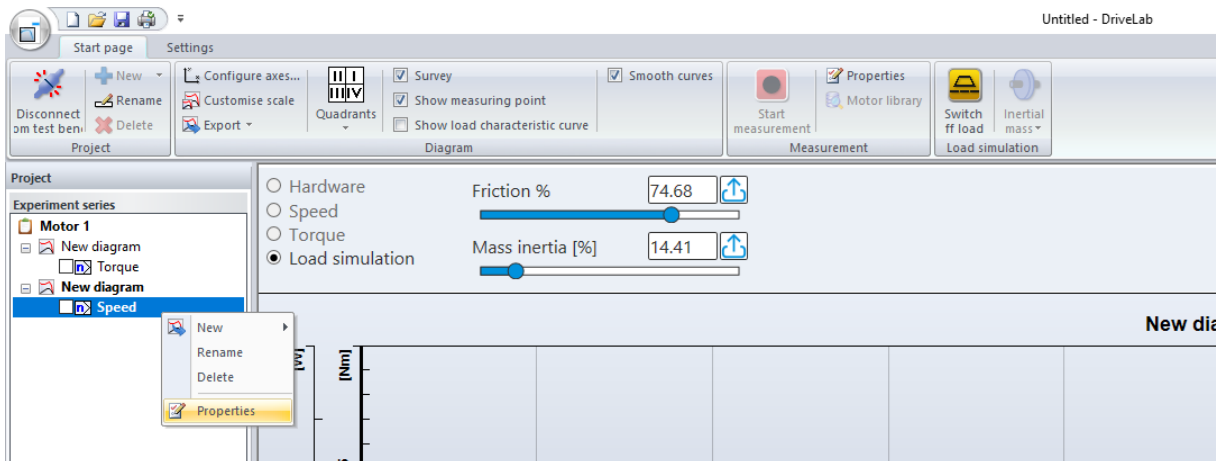 Untitled - DriveLab
Start page Settings
New
Rename
Delete
Disconnect
om test ben
Project
Configure axes...
Customise scale
Export
Quadrants
Survey
Show measuring point
Show load characteristic curve
Smooth curves
Diagram
Start
measurement
Properties
Motor library
Measurement
Switch
ff load
Inertial
mass
Load simulation
Project
Experiment series
Motor 1
New diagram
n Torque
New diagram
n Speed
New
Rename
Delete
Properties
Hardware
Speed
Torque
Load simulation
Friction % 74.68
Mass inertia [%] 14.41
New dia
[W]
[Nm]